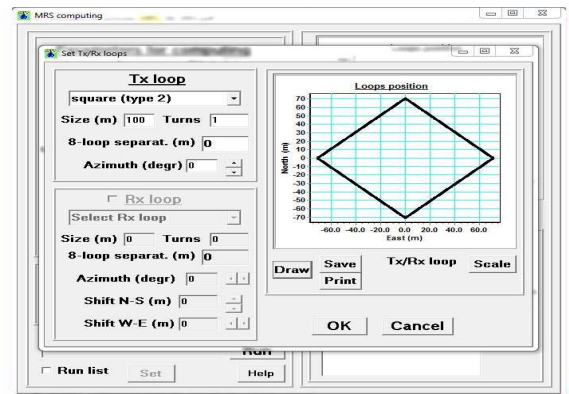 MRS computing
Set Tx/Rx loops
Tx loop
square (type 2)
Size (m) 100 Turns 1
8-loop separat. (m) 0
Azimuth (degr) 0
Rx loop
Select Rx loop
Size (m) 0 Turns 0
8-loop separat. (m) 0
Azimuth (degr) 0
Shift N-S (m) 0
Shift W-E (m) 0
Loops position
North (m)
70
60
50
40
30
20
10
0
-10
-20
-30
-40
-50
-60
-70
-60.0 -40.0 -20.0 0.0 20.0 40.0 60.0
East (m)
Draw Save Tx/Rx loop Scale
Print
OK Cancel
Run
Run list Set Help